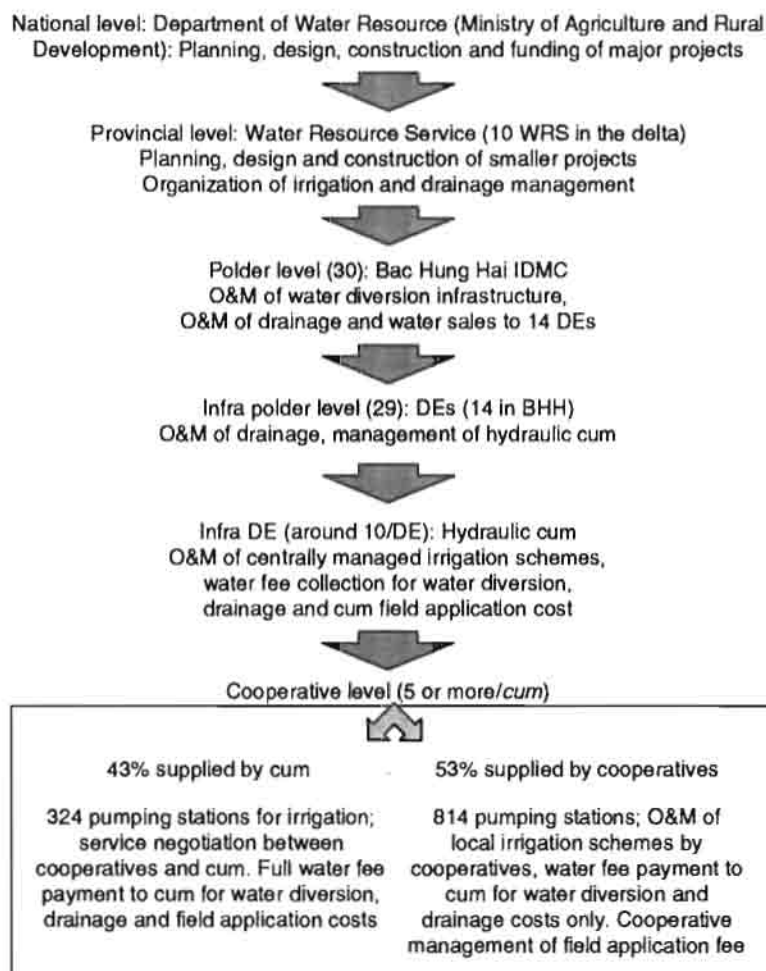 National level: Department of Water Resource (Ministry of Agriculture and Rural
Development): Planning, design, construction and funding of major projects
Provincial level: Water Resource Service (10 WRS in the delta)
Planning, design and construction of smaller projects
Organization of irrigation and drainage management
Polder level (30): Bac Hung Hai IDMC
O&M of water diversion infrastructure,
O&M of drainage and water sales to 14 DEs
Infra polder level (29): DEs (14 in BHH)
O&M of drainage, management of hydraulic cum
Infra DE (around 10/DE): Hydraulic cum
O&M of centrally managed irrigation schemes,
water fee collection for water diversion,
drainage and cum field application cost
Cooperative level (5 or more/cum)
43% supplied by cum
324 pumping stations for irrigation;
service negotiation between
cooperatives and cum. Full water fee
payment to cum for water diversion,
drainage and field application costs
53% supplied by cooperatives
814 pumping stations; O&M of
local irrigation schemes by
cooperatives, water fee payment to
cum for water diversion and
drainage costs only. Cooperative
management of field application fee